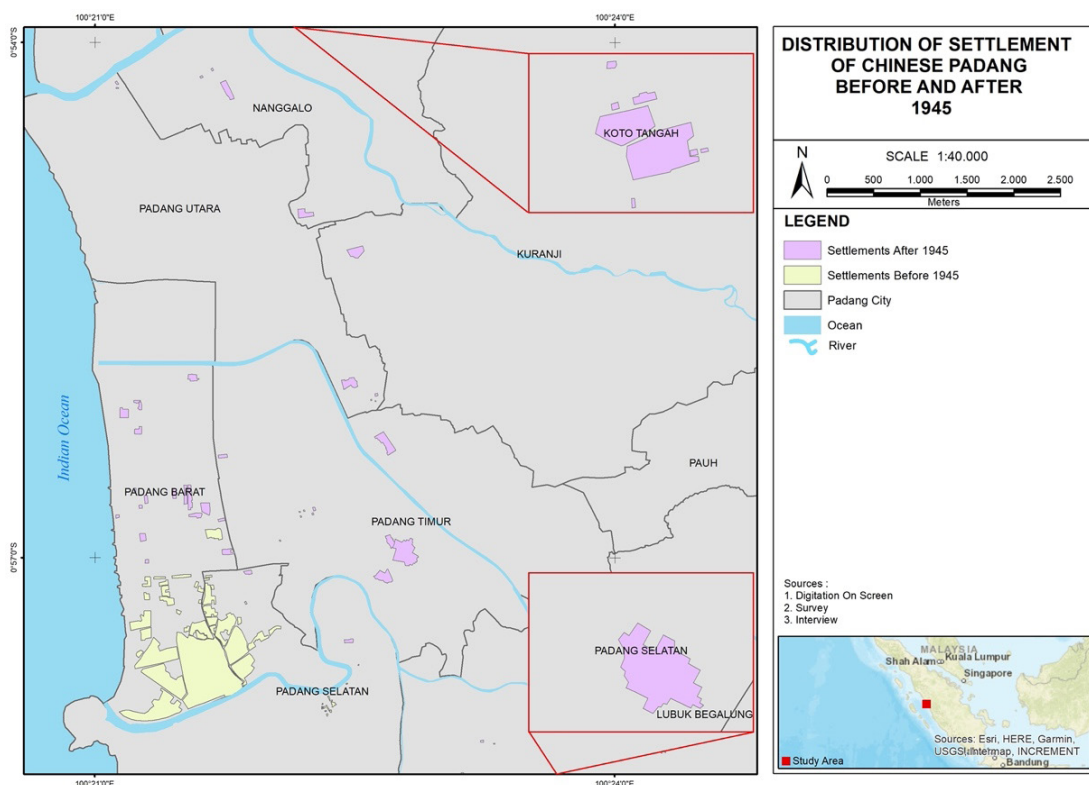 100°21'0"E
100°24'0"E
0°54'0"S
NANGGALO
KOTO TANGAH
PADANG UTARA
KURANJI
Indian Ocean
PAUH
PADANG BARAT
PADANG TIMUR
0°57'0"S
PADANG SELATAN
PADANG SELATAN
LUBUK BEGALUNG
100°21'0"E
100°24'0"E
DISTRIBUTION OF SETTLEMENT
OF CHINESE PADANG
BEFORE AND AFTER
1945
N
SCALE 1:40.000
0 500 1.000 1.500 2.000 2.500
Meters
LEGEND
Settlements After 1945
Settlements Before 1945
Padang City
Ocean
River
Sources :
1. Digitation On Screen
2. Survey
3. Interview
MALAYSIA
Shah Alam Kuala Lumpur
Singapore
Sources: Esri, HERE, Garmin,
USGS, Intermap, INCREMENT
Bandung
Study Area